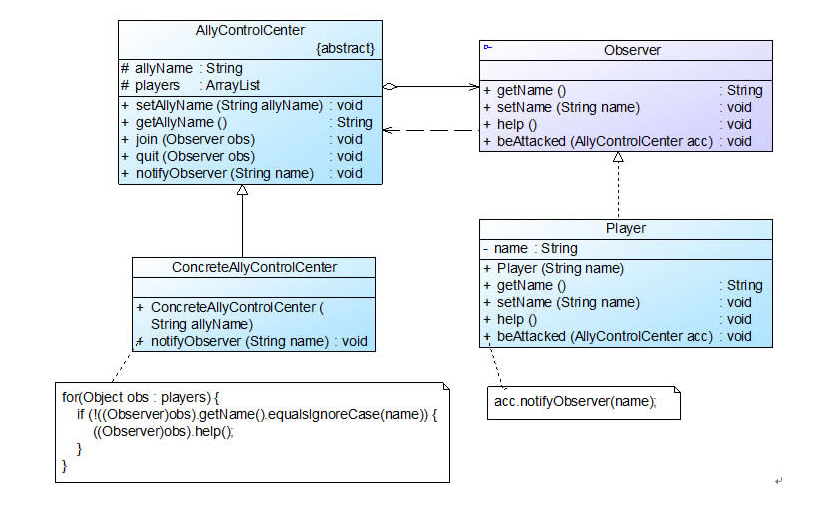 AllyControlCenter
{abstract}
# allyName : String
# players : ArrayList
+ setAllyName (String allyName) : void
+ getAllyName () : String
+ join (Observer obs) : void
+ quit (Observer obs) : void
+ notifyObserver (String name) : void
Observer
+ getName () : String
+ setName (String name) : void
+ help () : void
+ beAttacked (AllyControlCenter acc) : void
ConcreteAllyControlCenter
+ ConcreteAllyControlCenter (
String allyName)
+ notifyObserver (String name) : void
Player
- name : String
+ Player (String name)
+ getName () : String
+ setName (String name) : void
+ help () : void
+ beAttacked (AllyControlCenter acc) : void
for(Object obs : players) {
if (!((Observer)obs).getName().equalsIgnoreCase(name)) {
((Observer)obs).help();
}
}
acc.notifyObserver(name);